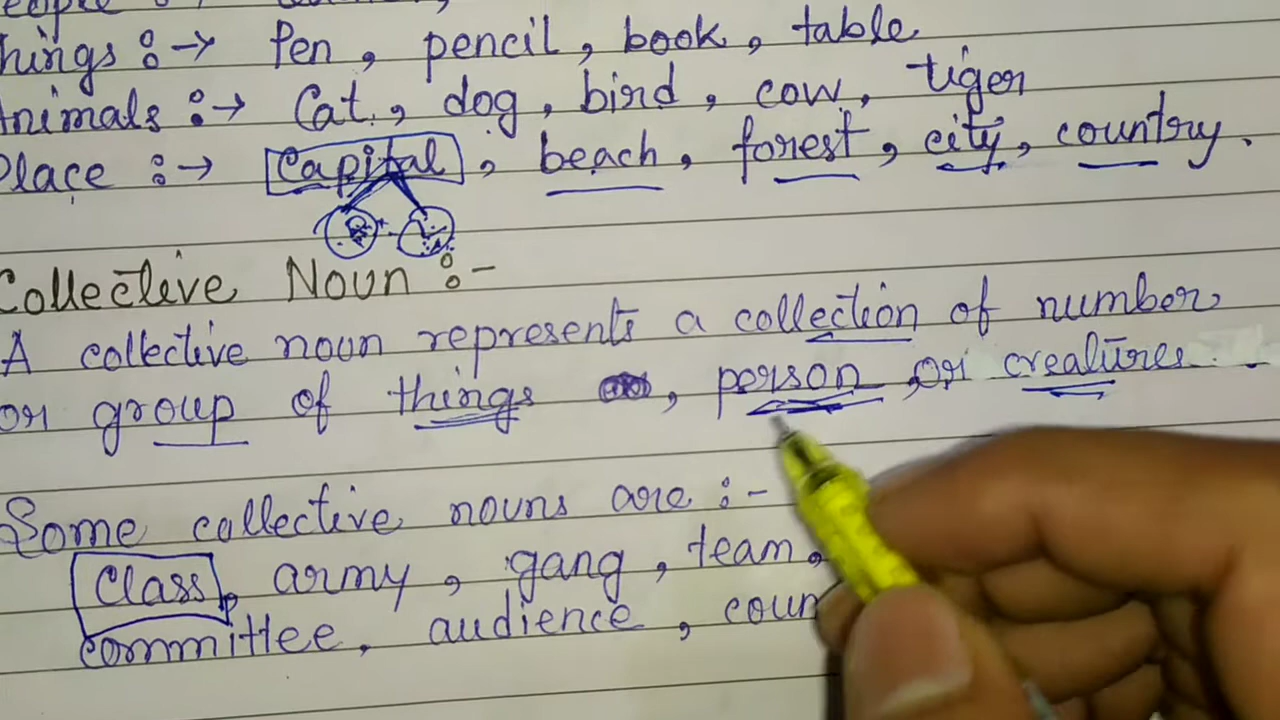 things :→ Pen, pencil, book, table
Animals :→ Cat, dog, bird, cow, tiger
Place :→ Capital, beach, forest, city, country.
Collective Noun :-
A collective noun represents a collection of number
or group of things , person, or creatures.
Some collective nouns are :-
Class, army, gang, team,
committee, audience,